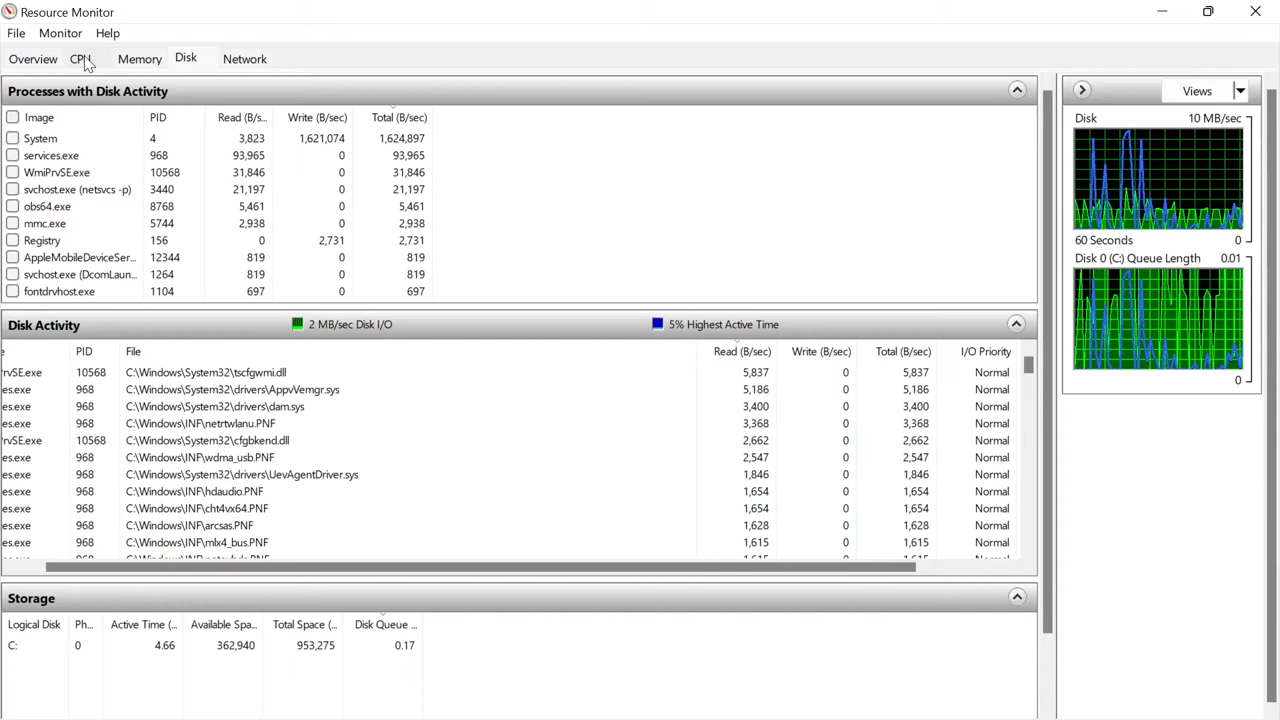 Resource Monitor
File Monitor Help
Overview CPU Memory Disk Network
Processes with Disk Activity
Image PID Read (B/s... Write (B/sec) Total (B/sec)
System 4 3,823 1,621,074 1,624,897
services.exe 968 93,965 0 93,965
WmiPrvSE.exe 10568 31,846 0 31,846
svchost.exe (netsvcs -p) 3440 21,197 0 21,197
obs64.exe 8768 5,461 0 5,461
mmc.exe 5744 2,938 0 2,938
Registry 156 0 2,731 2,731
AppleMobileDeviceSer... 12344 819 0 819
svchost.exe (DcomLaun... 1264 819 0 819
fontdrvhost.exe 1104 697 0 697
Disk Activity 2 MB/sec Disk I/O 5% Highest Active Time
e PID File Read (B/sec) Write (B/sec) Total (B/sec) I/O Priority
rvSE.exe 10568 C:\Windows\System32\tscfgwmi.dll 5,837 0 5,837 Normal
es.exe 968 C:\Windows\System32\drivers\AppvVemgr.sys 5,186 0 5,186 Normal
es.exe 968 C:\Windows\System32\drivers\dam.sys 3,400 0 3,400 Normal
es.exe 968 C:\Windows\INF\netrtwlanu.PNF 3,368 0 3,368 Normal
rvSE.exe 10568 C:\Windows\System32\cfgbkend.dll 2,662 0 2,662 Normal
es.exe 968 C:\Windows\INF\wdma_usb.PNF 2,547 0 2,547 Normal
es.exe 968 C:\Windows\System32\drivers\UevAgentDriver.sys 1,846 0 1,846 Normal
es.exe 968 C:\Windows\INF\hdaudio.PNF 1,654 0 1,654 Normal
es.exe 968 C:\Windows\INF\cht4vx64.PNF 1,654 0 1,654 Normal
es.exe 968 C:\Windows\INF\arcsas.PNF 1,628 0 1,628 Normal
es.exe 968 C:\Windows\INF\mlx4_bus.PNF 1,615 0 1,615 Normal
Storage
Logical Disk Ph... Active Time (... Available Spa... Total Space (... Disk Queue ...
C: 0 4.66 362,940 953,275 0.17
Views
Disk 10 MB/sec
60 Seconds 0
Disk 0 (C:) Queue Length 0.01
0